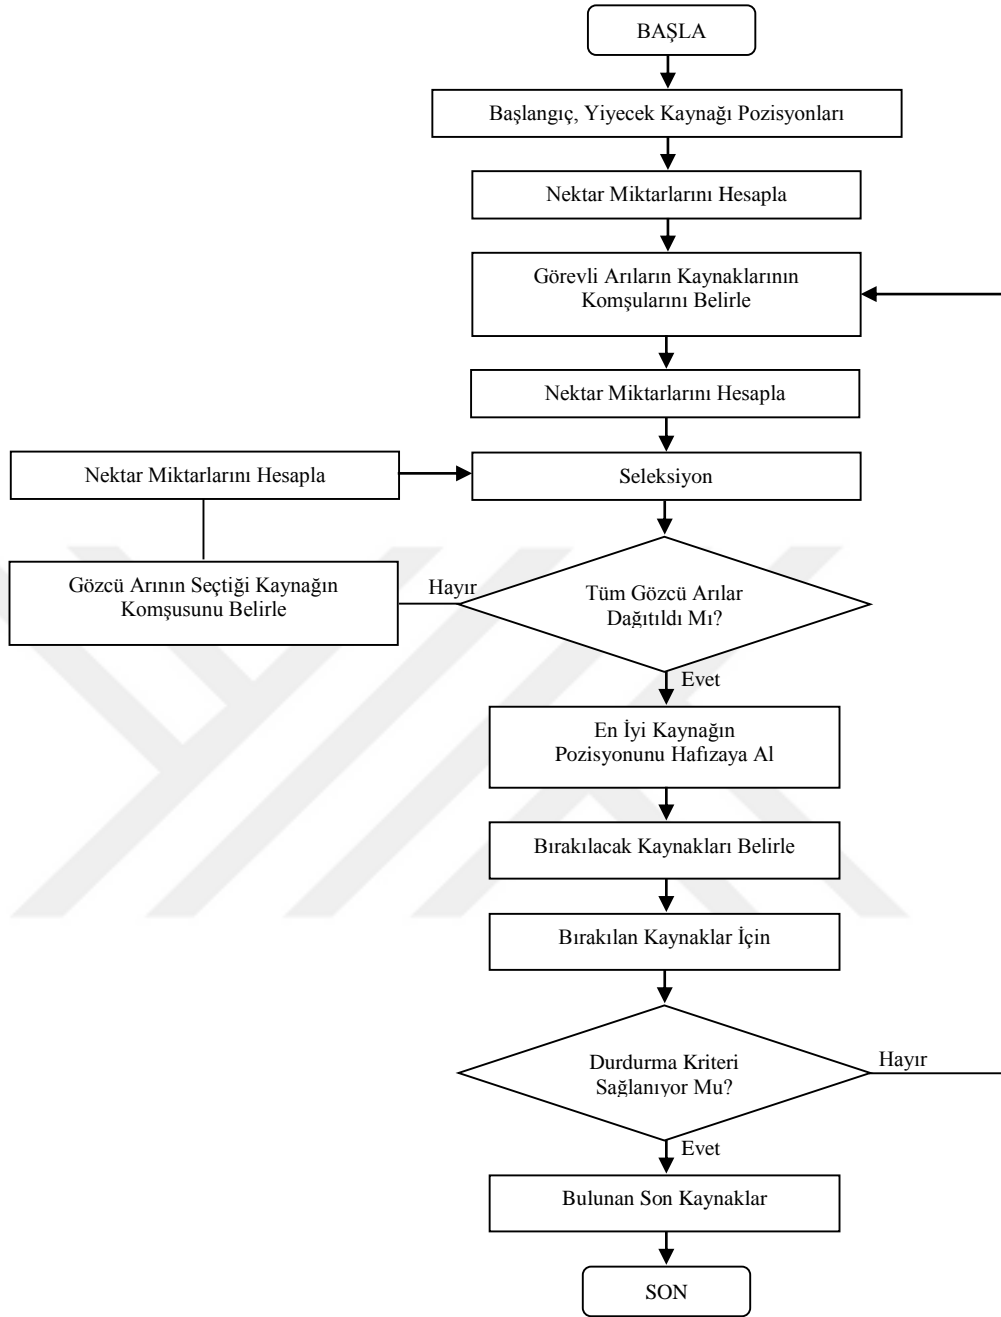 BAŞLA
Başlangıç, Yiyecek Kaynağı Pozisyonları
Nektar Miktarlarını Hesapla
Görevli Arıların Kaynaklarının
Komşularını Belirle
Nektar Miktarlarını Hesapla
Nektar Miktarlarını Hesapla
Seleksiyon
Gözcü Arının Seçtiği Kaynağın
Komşusunu Belirle
Hayır
Tüm Gözcü Arılar
Dağıtıldı Mı?
Evet
En İyi Kaynağın
Pozisyonunu Hafızaya Al
Bırakılacak Kaynakları Belirle
Bırakılan Kaynaklar İçin
Durdurma Kriteri
Sağlanıyor Mu?
Hayır
Evet
Bulunan Son Kaynaklar
SON